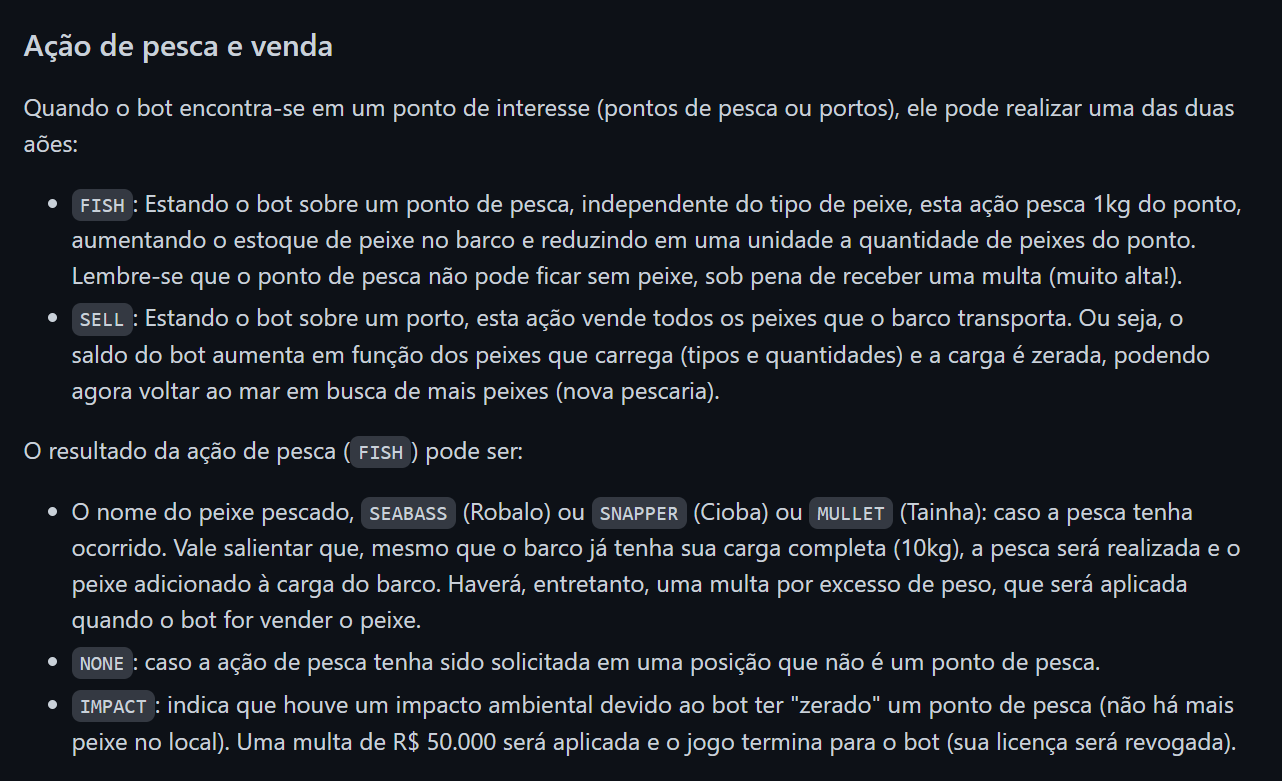 Ação de pesca e venda
Quando o bot encontra-se em um ponto de interesse (pontos de pesca ou portos), ele pode realizar uma das duas
aões:
FISH: Estando o bot sobre um ponto de pesca, independente do tipo de peixe, esta ação pesca 1kg do ponto,
aumentando o estoque de peixe no barco e reduzindo em uma unidade a quantidade de peixes do ponto.
Lembre-se que o ponto de pesca não pode ficar sem peixe, sob pena de receber uma multa (muito alta!).
SELL: Estando o bot sobre um porto, esta ação vende todos os peixes que o barco transporta. Ou seja, o
saldo do bot aumenta em função dos peixes que carrega (tipos e quantidades) e a carga é zerada, podendo
agora voltar ao mar em busca de mais peixes (nova pescaria).
O resultado da ação de pesca (FISH) pode ser:
O nome do peixe pescado, SEABASS (Robalo) ou SNAPPER (Cioba) ou MULLET (Tainha): caso a pesca tenha
ocorrido. Vale salientar que, mesmo que o barco já tenha sua carga completa (10kg), a pesca será realizada e o
peixe adicionado à carga do barco. Haverá, entretanto, uma multa por excesso de peso, que será aplicada
quando o bot for vender o peixe.
NONE: caso a ação de pesca tenha sido solicitada em uma posição que não é um ponto de pesca.
IMPACT: indica que houve um impacto ambiental devido ao bot ter "zerado" um ponto de pesca (não há mais
peixe no local). Uma multa de R$ 50.000 será aplicada e o jogo termina para o bot (sua licença será revogada).